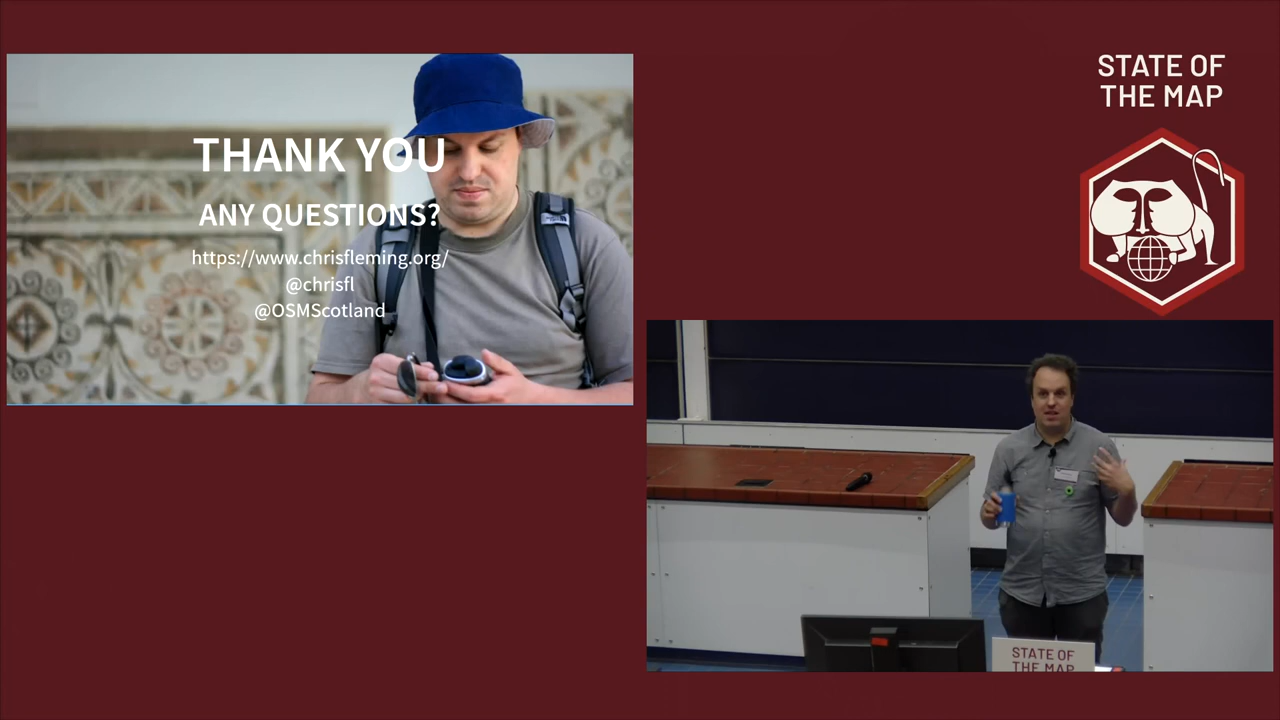 THANK YOU
ANY QUESTIONS?
https://www.chrisfleming.org/
@chrisfl
@OSMScotland
STATE OF
THE MAP
STATE OF
THE MAP